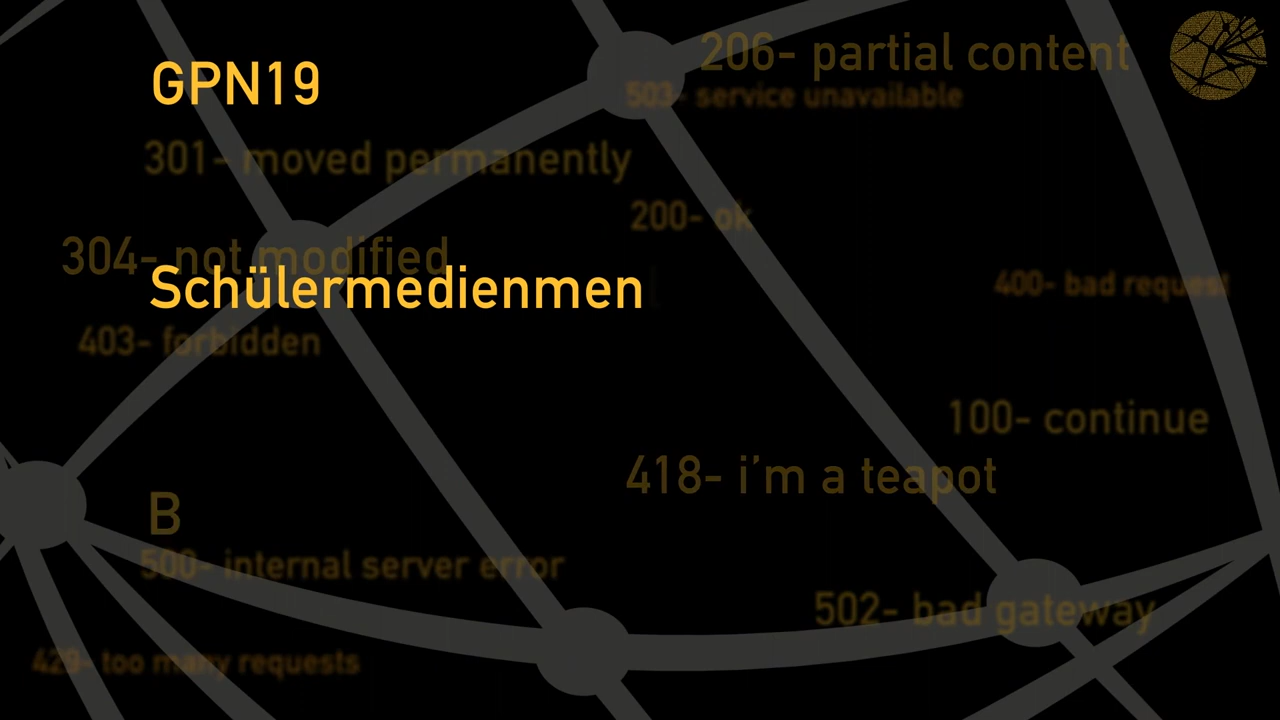 206- partial content
GPN19
503- service unavailable
301- moved permanently
200- ok
304- not modified
Schülermedienmen
400- bad request
403- forbidden
100- continue
418- i'm a teapot
B
500- internal server error
502- bad gateway
429- too many requests